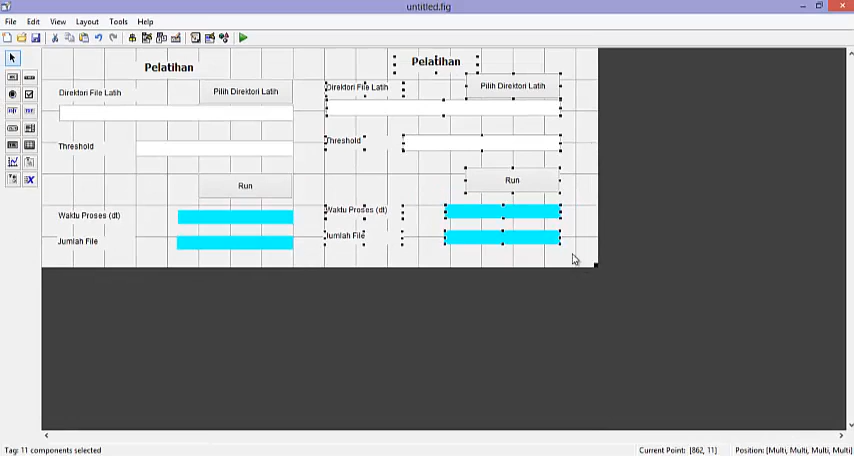 untitled.fig
File Edit View Layout Tools Help
Pelatihan
Direktori File Latih
Pilih Direktori Latih
Threshold
Run
Waktu Proses (dt)
Jumlah File
Pelatihan
Direktori File Latih
Pilih Direktori Latih
Threshold
Run
Waktu Proses (dt)
Jumlah File
Tag: 11 components selected
Current Point: [862, 11]
Position: [Multi, Multi, Multi, Multi]